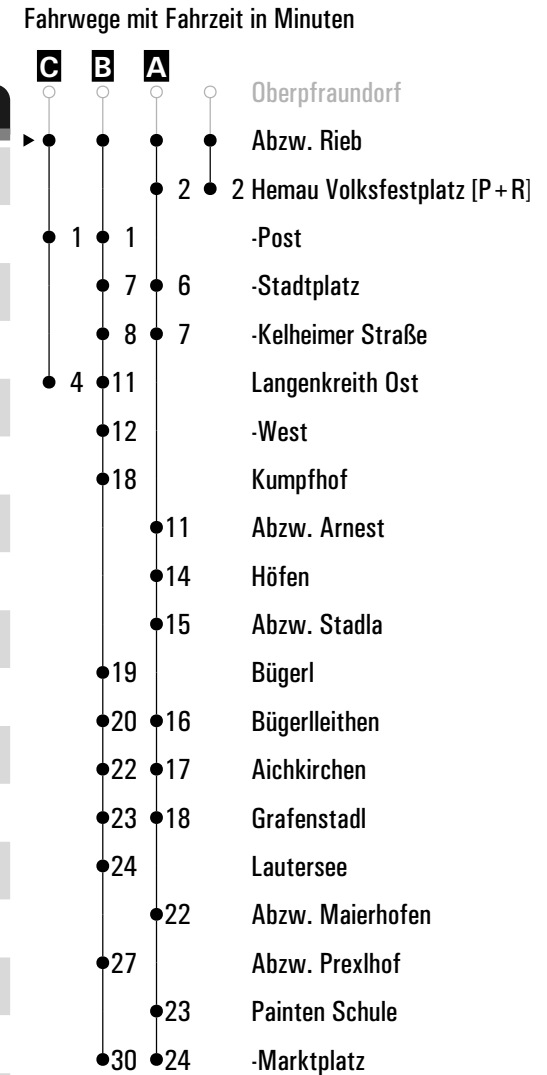 Fahrwege mit Fahrzeit in Minuten
C B A
Oberpfraundorf
Abzw. Rieb
2 2 Hemau Volksfestplatz [P+R]
1 1 -Post
7 6 -Stadtplatz
8 7 -Kelheimer Straße
4 11 Langenkreith Ost
12 -West
18 Kumpfhof
11 Abzw. Arnest
14 Höfen
15 Abzw. Stadla
19 Bügerl
20 16 Bügerlleithen
22 17 Aichkirchen
23 18 Grafenstadl
24 Lautersee
22 Abzw. Maierhofen
27 Abzw. Prexlhof
23 Painten Schule
30 24 -Marktplatz